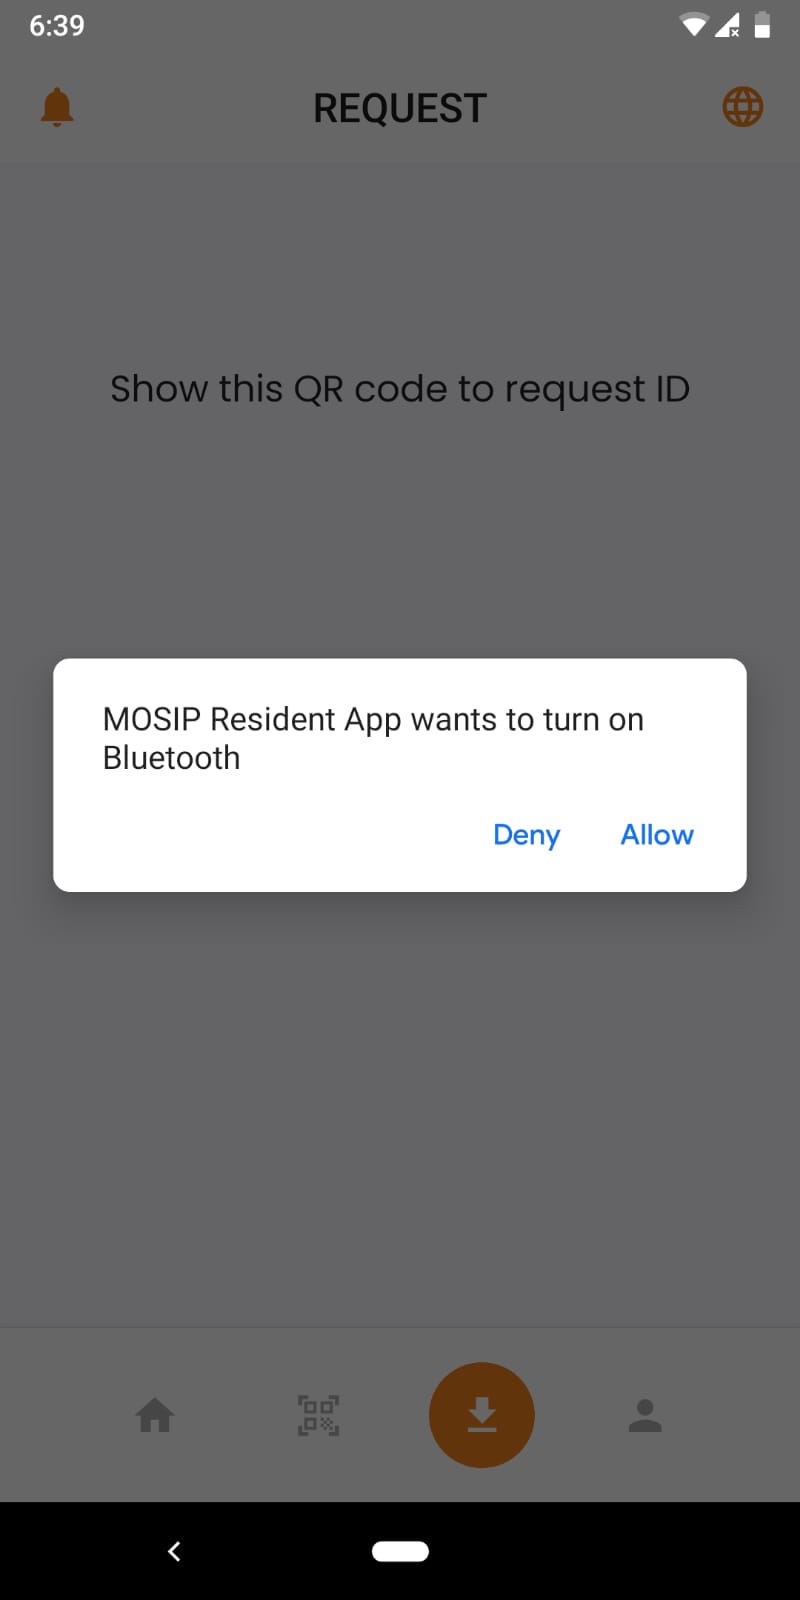 6:39
REQUEST
Show this QR code to request ID
MOSIP Resident App wants to turn on
Bluetooth
Deny Allow